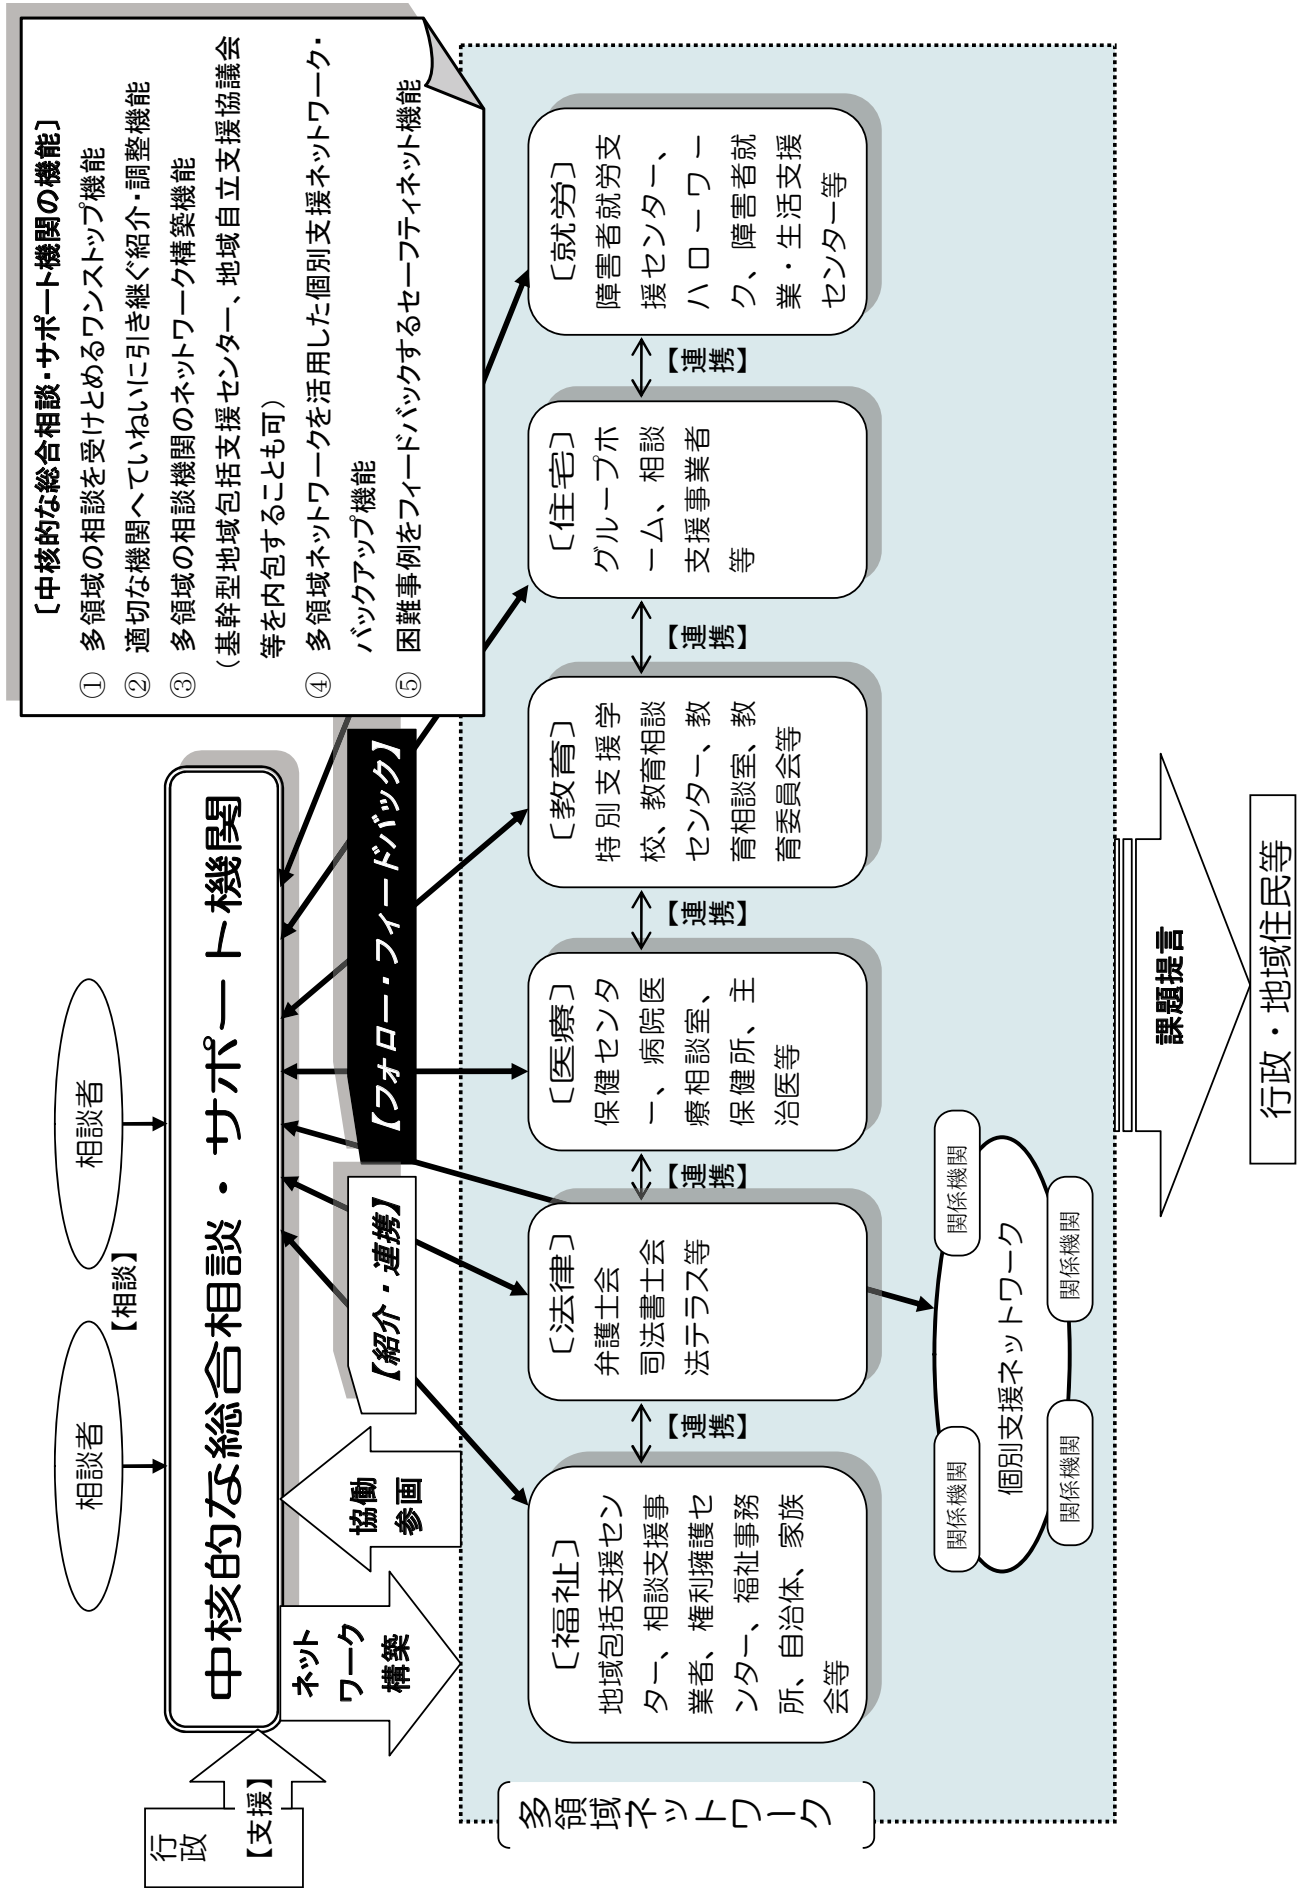 〔中核的な総合相談・サポート機関の機能〕
① 多領域の相談を受けとめるワンストップ機能
② 適切な機関へていねいに引き継ぐ紹介・調整機能
③ 多領域の相談機関のネットワーク構築機能
（基幹型地域包括支援センター、地域自立支援協議会
等を内包することも可）
④ 多領域ネットワークを活用した個別支援ネットワーク・
バックアップ機能
⑤ 困難事例をフィードバックするセーフティネット機能
相談者
相談者
【相談】
行政
【支援】
中核的な総合相談・サポート機関
ネット
ワーク
構築
協働
参画
【紹介・連携】
【フォロー・フィードバック】
多領域ネットワーク
〔福祉〕
地域包括支援セン
ター、相談支援事
業者、権利擁護セ
ンター、福祉事務
所、自治体、家族
会等
【連
携】
〔法律〕
弁護士会
司法書士会
法テラス等
【連
携】
〔医療〕
保健センタ
ー、病院医
療相談室、
保健所、主
治医等
【連
携】
〔教育〕
特別支援学
校、教育相談
センター、教
育相談室、教
育委員会等
【連
携】
〔住宅〕
グループホ
ーム、相談
支援事業者
等
【連
携】
〔就労〕
障害者就労支
援センター、
ハローワー
ク、障害者就
業・生活支援
センター等
関係機関
関係機関
個別支援ネットワーク
関係機関
関係機関
課題提言
行政・地域住民等